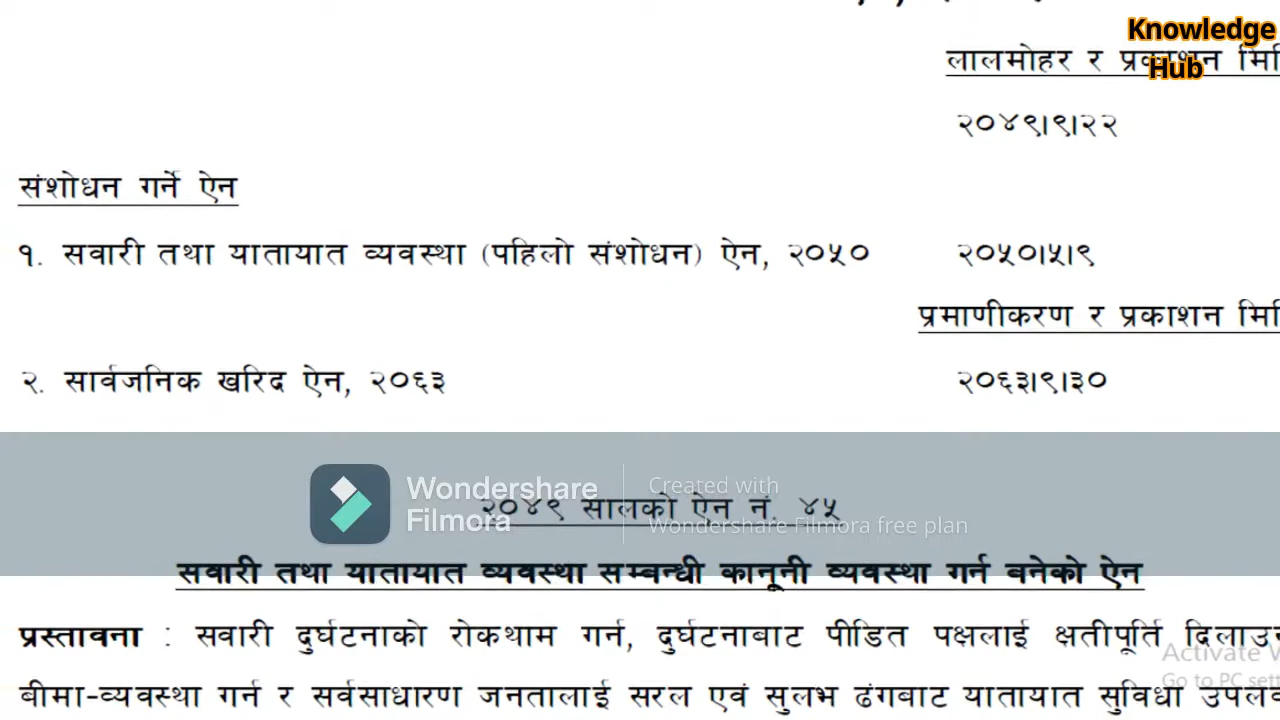 Knowledge
Hub
लालमोहर र प्रकाशन
२०४९।९।२२
संशोधन गर्ने ऐन
१. सवारी तथा यातायात व्यवस्था (पहिलो संशोधन) ऐन, २०५० २०५०।५।९
प्रमाणीकरण र प्रकाशन
२. सार्वजनिक खरिद ऐन, २०६३ २०६३।९।३०
Wondershare
Filmora
Created with
Wondershare Filmora free plan
२०४९ सालको ऐन नं. ४५
सवारी तथा यातायात व्यवस्था सम्बन्धी कानूनी व्यवस्था गर्न बनेको ऐन
प्रस्तावना : सवारी दुर्घटनाको रोकथाम गर्न, दुर्घटनाबाट पीडित पक्षलाई क्षतीपूर्ति
Activate
Go to PC
बीमा-व्यवस्था गर्न र सर्वसाधारण जनतालाई सरल एवं सुलभ ढंगबाट यातायात सुविधा